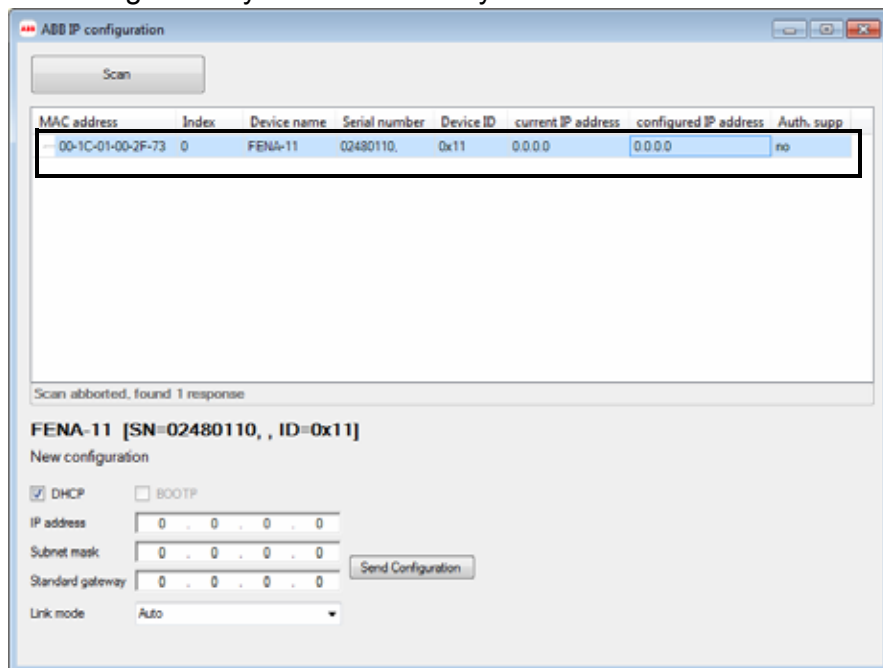 ABB IP configuration
Scan
MAC address Index Device name Serial number Device ID current IP address configured IP address Auth. supp
00-1C-01-00-2F-73 0 FENA-11 02480110, 0x11 0.0.0.0 0.0.0.0 no
Scan abborted, found 1 response
FENA-11 [SN=02480110, , ID=0x11]
New configuration
DHCP BOOTP
IP address 0 . 0 . 0 . 0
Subnet mask 0 . 0 . 0 . 0
Send Configuration
Standard gateway 0 . 0 . 0 . 0
Link mode Auto